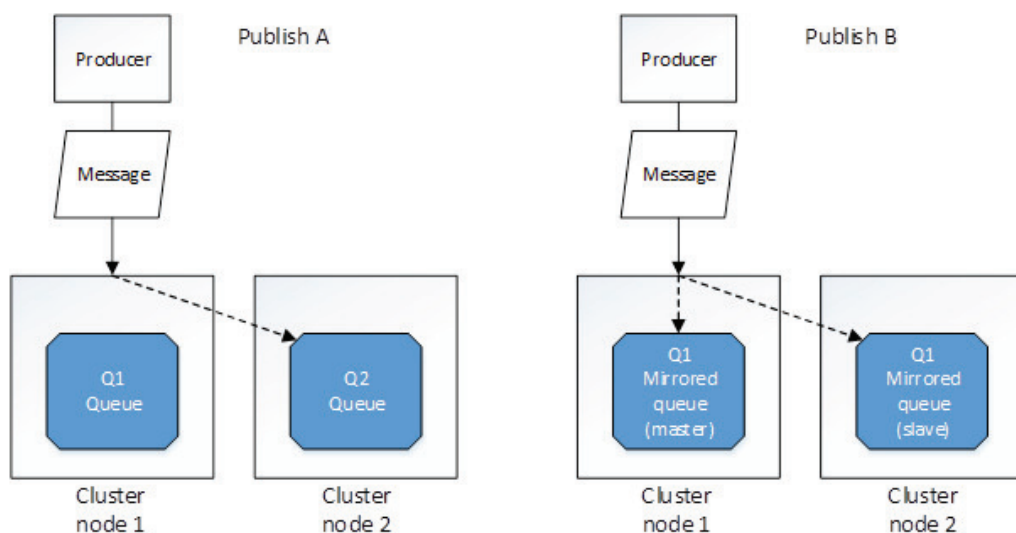 Publish A
Producer
Message
Q1
Queue
Q2
Queue
Cluster
node 1
Cluster
node 2
Publish B
Producer
Message
Q1
Mirrored
queue
(master)
Q1
Mirrored
queue
(slave)
Cluster
node 1
Cluster
node 2